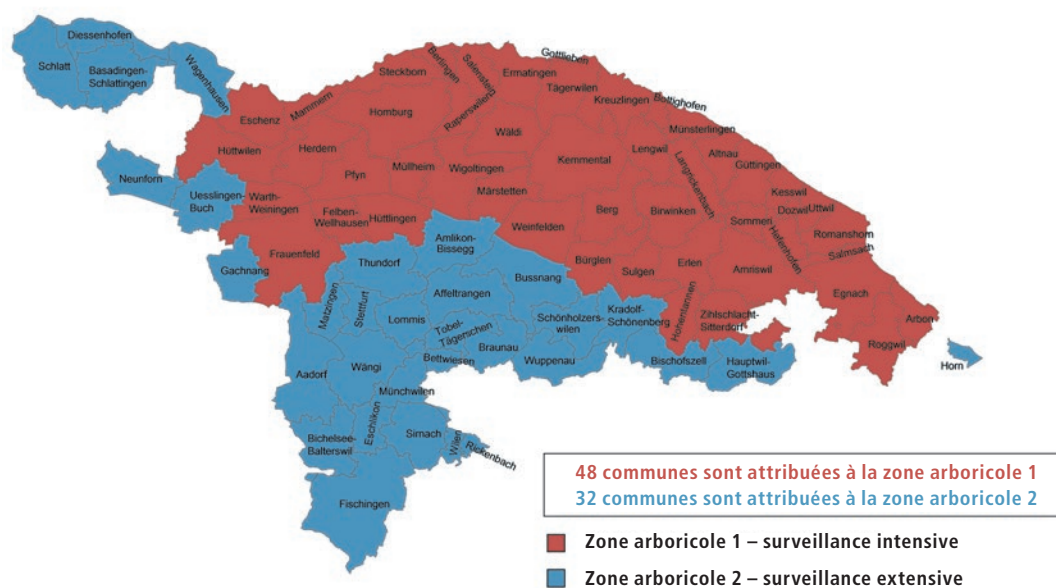 Diessenhofen
Schlatt
Basadingen-
Schlattingen
Wagenhausen
Steckborn
Berlingen
Salenstein
Ermatingen
Gottlieben
Tägerwilen
Kreuzlingen
Bottighofen
Eschenz
Mammern
Homburg
Raperswilen
Wäldi
Münsterlingen
Hüttwilen
Herdern
Müllheim
Wigoltingen
Kemmental
Lengwil
Langrickenbach
Altnau
Güttingen
Neunforn
Pfyn
Märstetten
Kesswil
Uesslingen-
Buch
Warth-
Weiningen
Felben-
Wellhausen
Hüttlingen
Weinfelden
Berg
Birwinken
Sommeri
Hefenhofen
Dozwil
Uttwil
Romanshorn
Salmsach
Gachnang
Frauenfeld
Thundorf
Amlikon-
Bissegg
Bussnang
Bürglen
Sulgen
Erlen
Amriswil
Matzingen
Stettfurt
Lommis
Affeltrangen
Schönholzers-
wilen
Kradolf-
Schönenberg
Hohentannen
Zihlschlacht-
Sitterdorf
Egnach
Arbon
Roggwil
Horn
Tobel-
Tägerschen
Braunau
Wuppenau
Bischofszell
Hauptwil-
Gottshaus
Aadorf
Wängi
Bettwiesen
Münchwilen
Eschlikon
Bichelsee-
Balterswil
Sirnach
Wilen
Rickenbach
Fischingen
48 communes sont attribuées à la zone arboricole 1
32 communes sont attribuées à la zone arboricole 2
Zone arboricole 1 – surveillance intensive
Zone arboricole 2 – surveillance extensive